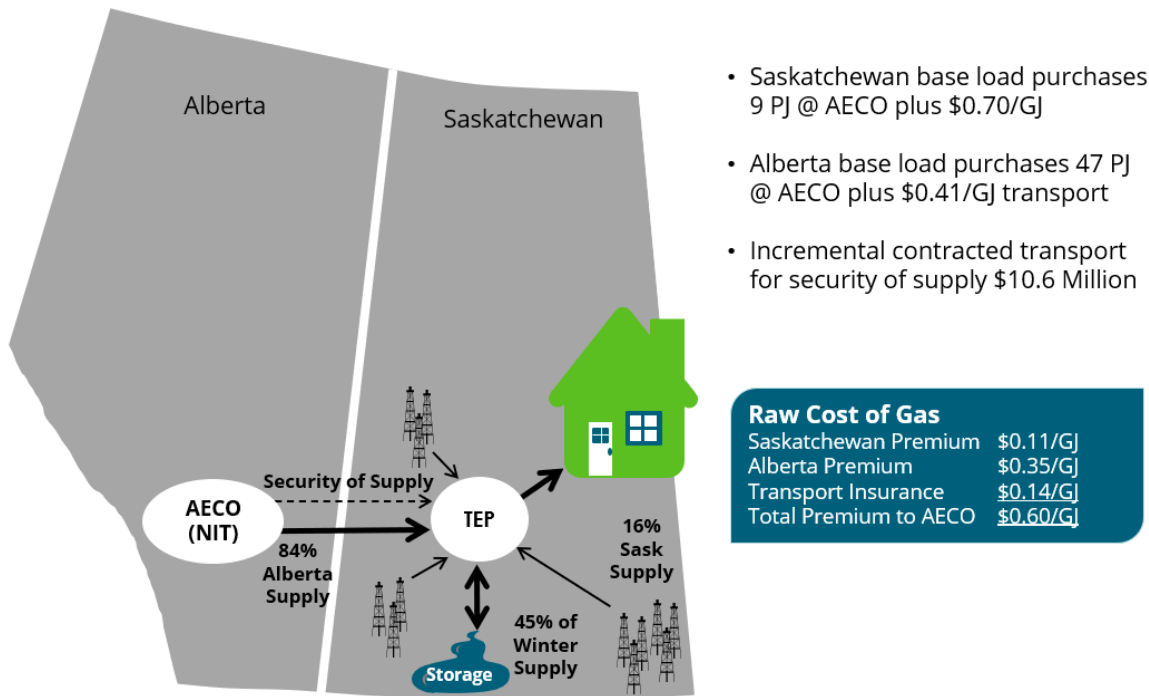 Alberta
Saskatchewan
Security of Supply
AECO
(NIT)
TEP
84%
Alberta
Supply
16%
Sask
Supply
45% of
Winter
Supply
Storage
• Saskatchewan base load purchases
9 PJ @ AECO plus $0.70/GJ
• Alberta base load purchases 47 PJ
@ AECO plus $0.41/GJ transport
• Incremental contracted transport
for security of supply $10.6 Million
Raw Cost of Gas
Saskatchewan Premium $0.11/GJ
Alberta Premium $0.35/GJ
Transport Insurance $0.14/GJ
Total Premium to AECO $0.60/GJ